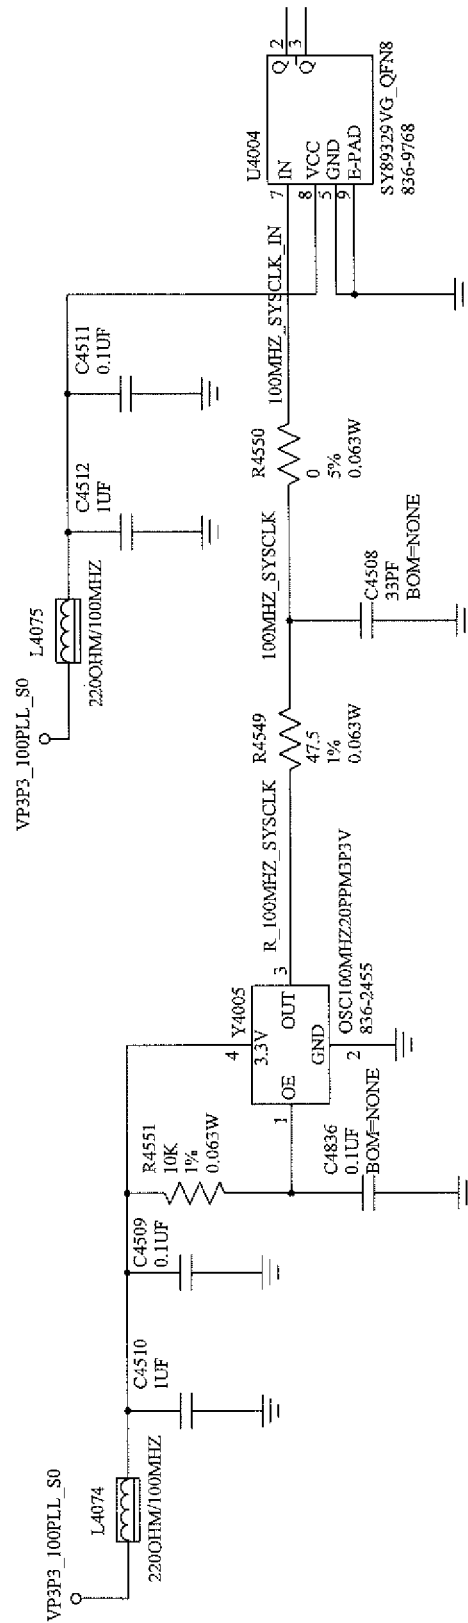 VP3P3_100PLL_S0
L4074
220OHM/100MHZ
C4510
1UF
C4509
0.1UF
R4551
10K
1%
0.063W
4
Y4005
3.3V
1
OE
OUT
3
GND
2
OSC100MHZ20PPM3P3V
836-2455
C4836
0.1UF
BOM=NONE
R_100MHZ_SYSCLK
R4549
47.5
1%
0.063W
VP3P3_100PLL_S0
L4075
220OHM/100MHZ
C4512
1UF
C4511
0.1UF
100MHZ_SYSCLK
C4508
33PF
BOM=NONE
R4550
0
5%
0.063W
100MHZ_SYSCLK_IN
U4004
7
IN
8
VCC
5
GND
9
E-PAD
Q
2
Q
3
SY89329VG_QFN8
836-9768